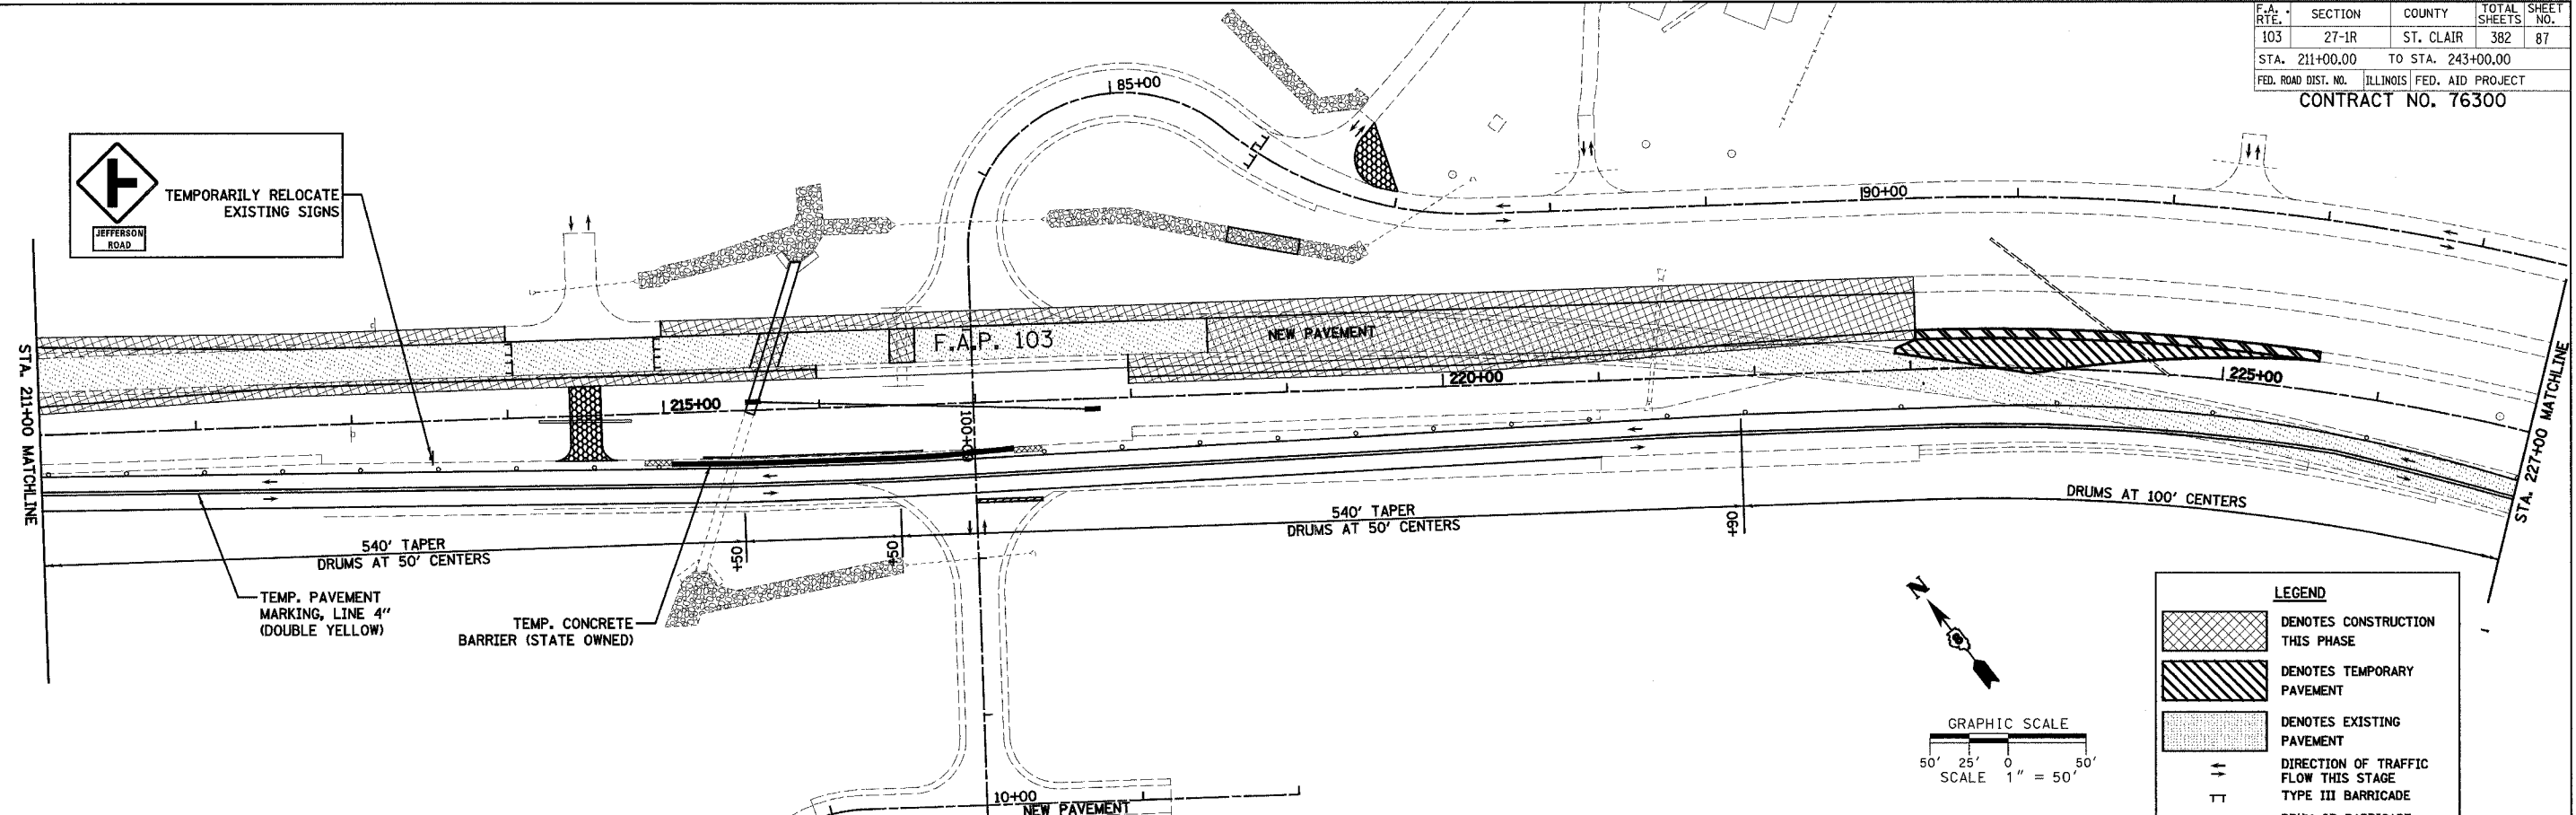 F.A. RTE. SECTION COUNTY TOTAL SHEETS SHEET NO.
103 27-1R ST. CLAIR 382 87
STA. 211+00.00 TO STA. 243+00.00
FED. ROAD DIST. NO. ILLINOIS FED. AID PROJECT
CONTRACT NO. 76300
85+00
TEMPORARILY RELOCATE
EXISTING SIGNS
JEFFERSON
ROAD
90+00
STA. 211+00 MATCHLINE
F.A.P. 103
NEW PAVEMENT
215+00
220+00
225+00
100+00
STA. 227+00 MATCHLINE
540' TAPER
DRUMS AT 50' CENTERS
+50
+50
540' TAPER
DRUMS AT 50' CENTERS
+90
DRUMS AT 100' CENTERS
TEMP. PAVEMENT
MARKING, LINE 4"
(DOUBLE YELLOW)
TEMP. CONCRETE
BARRIER (STATE OWNED)
N
GRAPHIC SCALE
50' 25' 0 50'
SCALE 1" = 50'
10+00
NEW PAVEMENT
LEGEND
DENOTES CONSTRUCTION
THIS PHASE
DENOTES TEMPORARY
PAVEMENT
DENOTES EXISTING
PAVEMENT
DIRECTION OF TRAFFIC
FLOW THIS STAGE
TYPE III BARRICADE